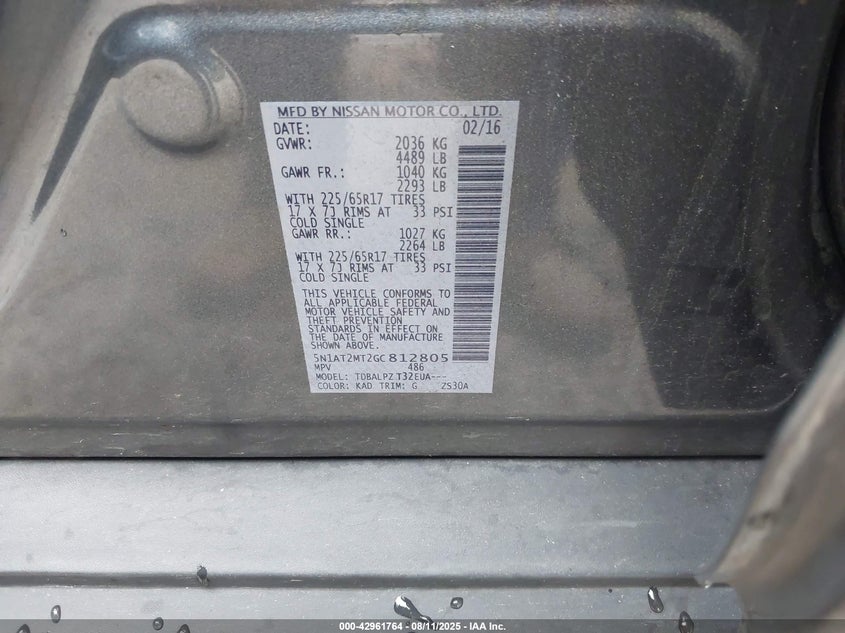 MFD BY NISSAN MOTOR CO., LTD.
DATE: 02/16
GVWR: 2036 KG
4489 LB
GAWR FR.: 1040 KG
2293 LB
WITH 225/65R17 TIRES
17 X 7J RIMS AT 33 PSI
COLD SINGLE
GAWR RR.: 1027 KG
2264 LB
WITH 225/65R17 TIRES
17 X 7J RIMS AT 33 PSI
COLD SINGLE
THIS VEHICLE CONFORMS TO
ALL APPLICABLE FEDERAL
MOTOR VEHICLE SAFETY AND
THEFT PREVENTION
STANDARDS IN EFFECT ON
THE DATE OF MANUFACTURE
SHOWN ABOVE.
5N1AT2MT2GC812805
MPV 486
MODEL: TDBALPZ T32EUA---
COLOR: KAD TRIM: G ZS30A
000-42961764 - 08/11/2025 - IAA Inc.